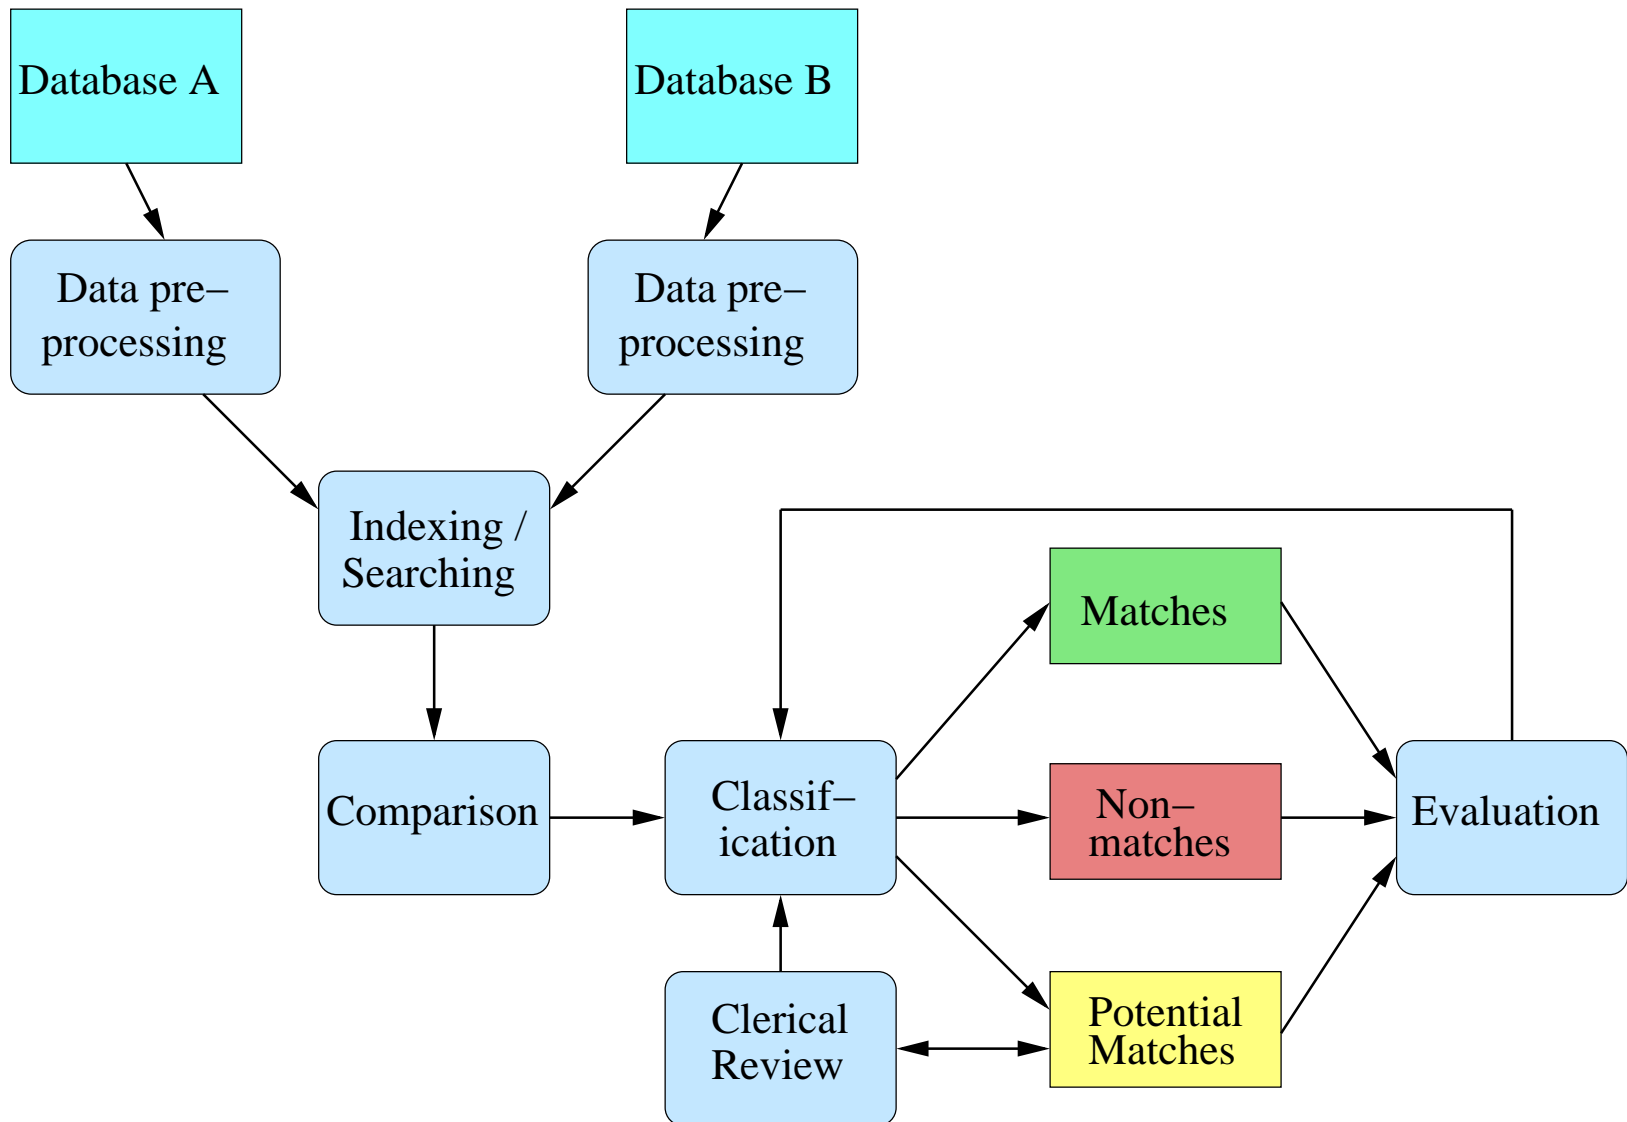 Database A
Database B
Data pre–
processing
Data pre–
processing
Indexing /
Searching
Matches
Comparison
Classif–
ication
Non–
matches
Evaluation
Clerical
Review
Potential
Matches